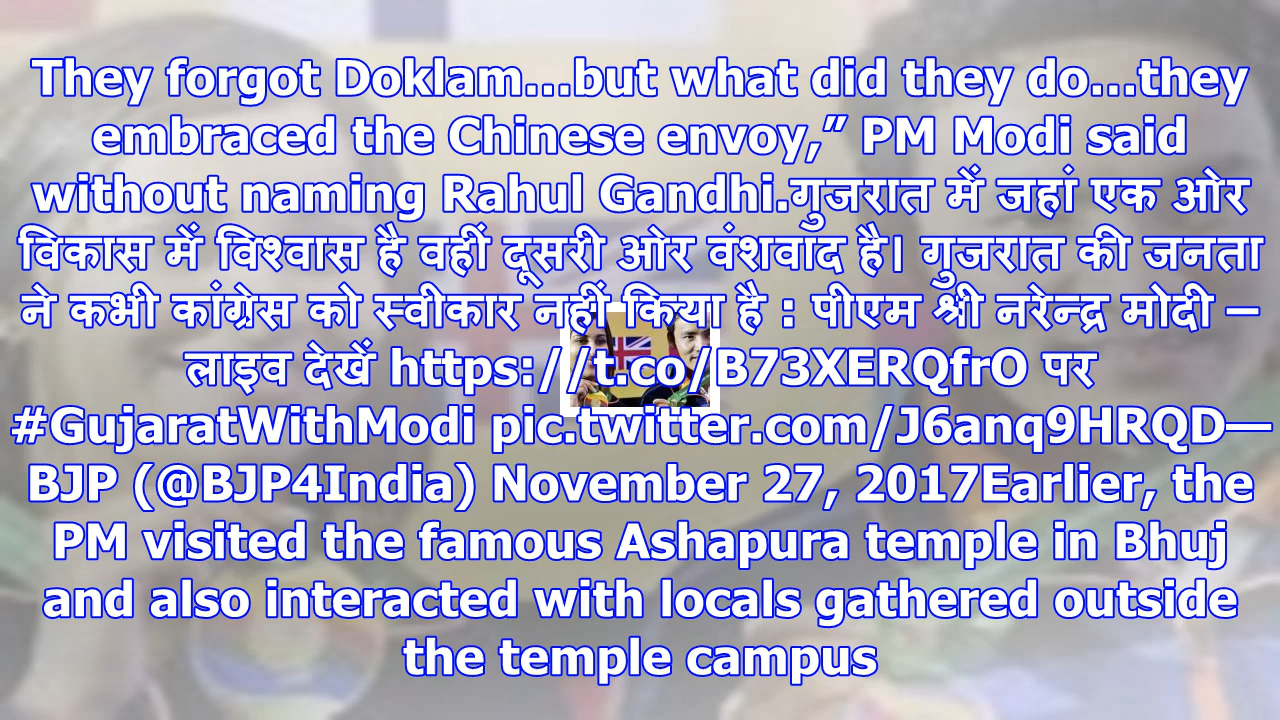 They forgot Doklam...but what did they do...they
embraced the Chinese envoy,” PM Modi said
without naming Rahul Gandhi.गुजरात में जहां एक ओर
विकास में विश्वास है वहीं दूसरी ओर वंशवाद है। गुजरात की जनता
ने कभी कांग्रेस को स्वीकार नहीं किया है : पीएम श्री नरेन्द्र मोदी –
लाइव देखें https://t.co/B73XERQfrO पर
#GujaratWithModi pic.twitter.com/J6anq9HRQD—
BJP (@BJP4India) November 27, 2017Earlier, the
PM visited the famous Ashapura temple in Bhuj
and also interacted with locals gathered outside
the temple campus